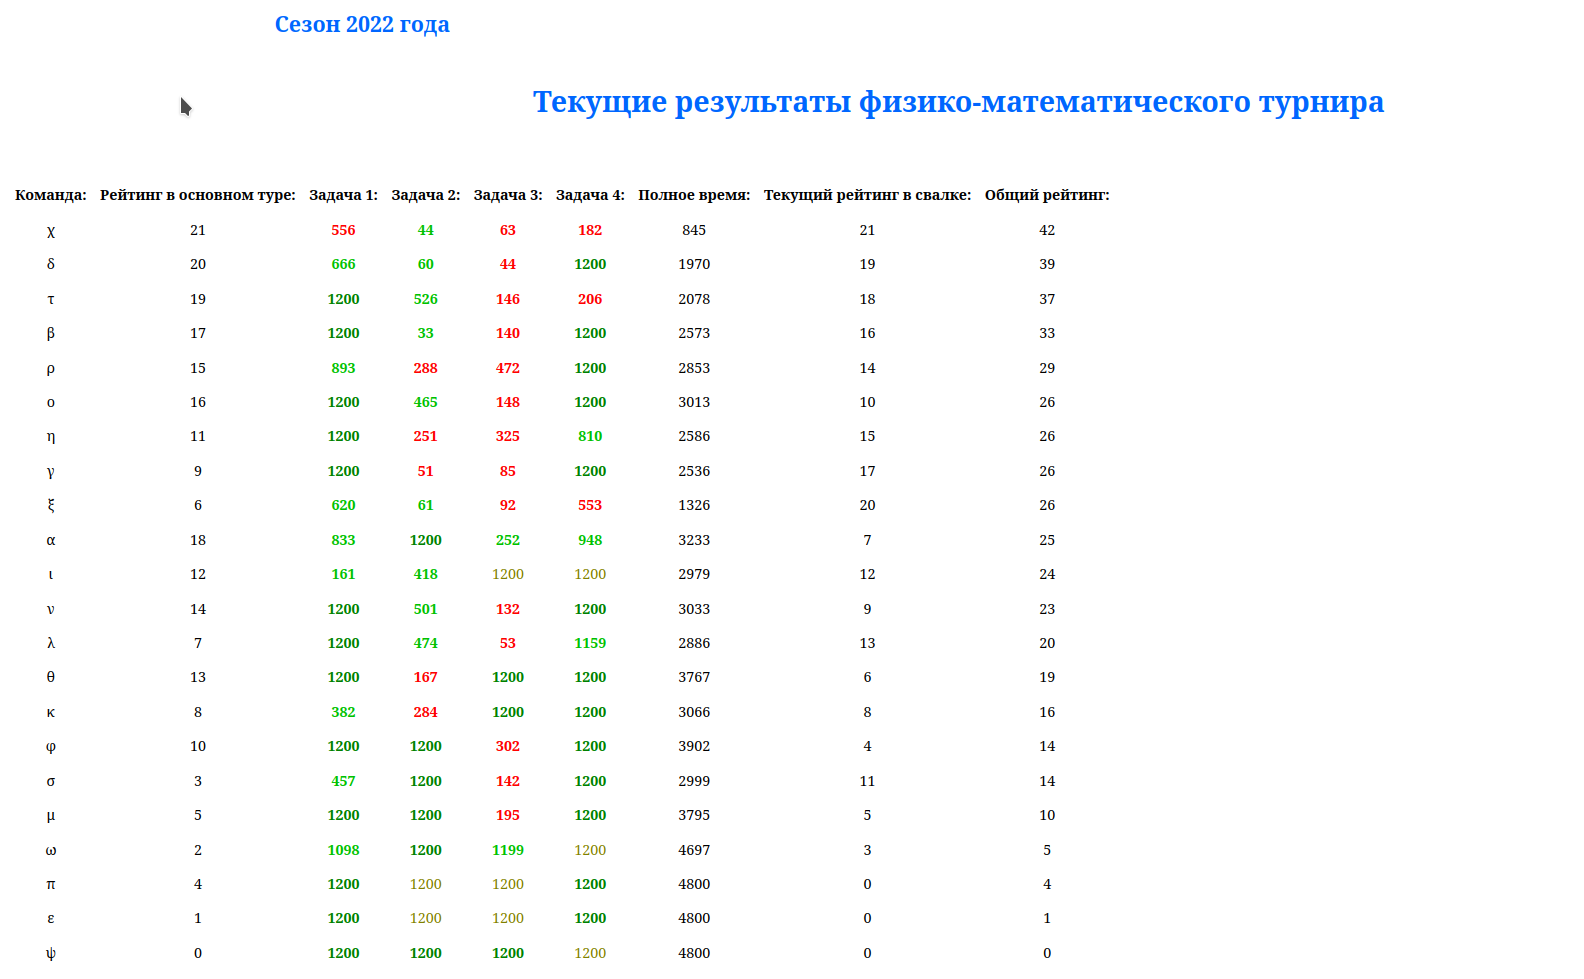 Сезон 2022 года
Текущие результаты физико-математического турнира
Команда: Рейтинг в основном туре: Задача 1: Задача 2: Задача 3: Задача 4: Полное время: Текущий рейтинг в свалке: Общий рейтинг:
χ 21 556 44 63 182 845 21 42
δ 20 666 60 44 1200 1970 19 39
τ 19 1200 526 146 206 2078 18 37
β 17 1200 33 140 1200 2573 16 33
ρ 15 893 288 472 1200 2853 14 29
ο 16 1200 465 148 1200 3013 10 26
η 11 1200 251 325 810 2586 15 26
γ 9 1200 51 85 1200 2536 17 26
ξ 6 620 61 92 553 1326 20 26
α 18 833 1200 252 948 3233 7 25
ι 12 161 418 1200 1200 2979 12 24
ν 14 1200 501 132 1200 3033 9 23
λ 7 1200 474 53 1159 2886 13 20
θ 13 1200 167 1200 1200 3767 6 19
κ 8 382 284 1200 1200 3066 8 16
φ 10 1200 1200 302 1200 3902 4 14
σ 3 457 1200 142 1200 2999 11 14
μ 5 1200 1200 195 1200 3795 5 10
ω 2 1098 1200 1199 1200 4697 3 5
π 4 1200 1200 1200 1200 4800 0 4
ε 1 1200 1200 1200 1200 4800 0 1
ψ 0 1200 1200 1200 1200 4800 0 0